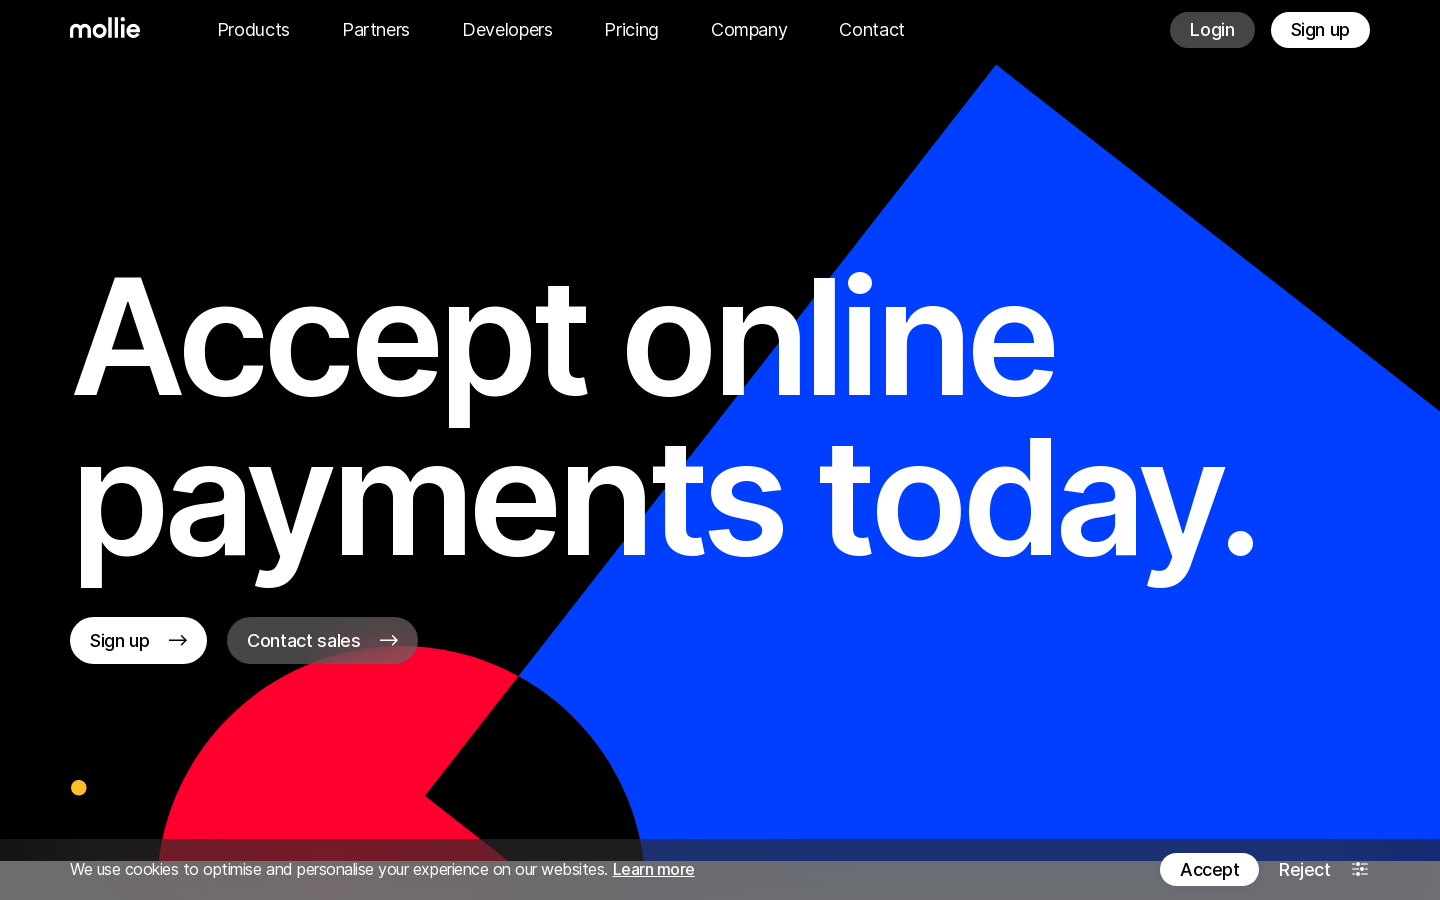 mollie Products Partners Developers Pricing Company Contact Login Sign up
Accept online
payments today.
Sign up Contact sales
We use cookies to optimise and personalise your experience on our websites. Learn more Accept Reject